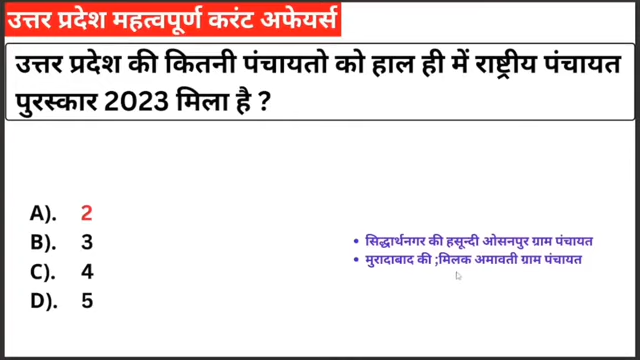 उत्तर प्रदेश महत्वपूर्ण करंट अफेयर्स
उत्तर प्रदेश की कितनी पंचायतो को हाल ही में राष्ट्रीय पंचायत
पुरस्कार 2023 मिला है ?
A). 2
B). 3
C). 4
D). 5
• सिद्धार्थनगर की हसून्दी ओसनपुर ग्राम पंचायत
• मुरादाबाद की ;मिलक अमावती ग्राम पंचायत